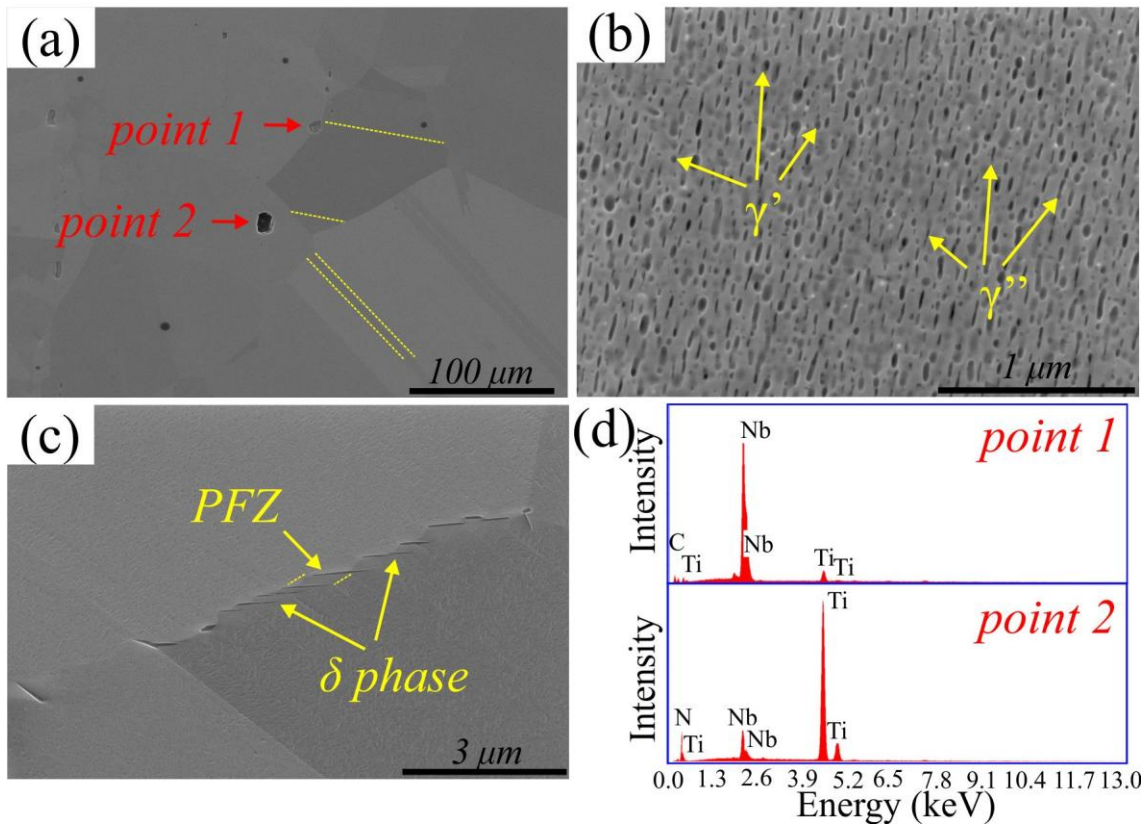 (a)
point 1
point 2
100 μm
(b)
γ’
γ’’
1 μm
(c)
PFZ
δ phase
3 μm
(d)
Intensity
point 1
Nb
Nb
C
Ti
Ti
Ti
Intensity
point 2
Ti
N
Ti
Nb
Nb
Ti
0.0 1.3 2.6 3.9 4.6 5.2 6.5 7.8 9.1 10.4 11.7 13.0
Energy (keV)